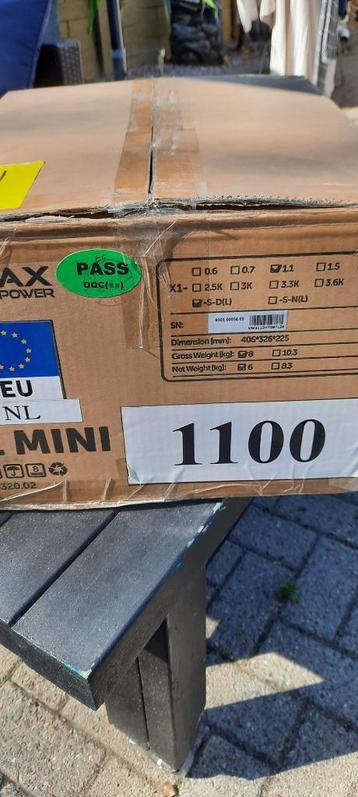 AX
POWER
PASS
QQC(**)
0.6 0.7 1.1 1.5
X1- 2.5K 3K 3.3K 3.6K
-S-D(L) -S-N(L)
SN:
Dimension (mm): 406*326*225
Gross Weight(kg): 8 10.3
Net Weight(kg): 6 8.3
EU
NL
MINI
1100
320.02